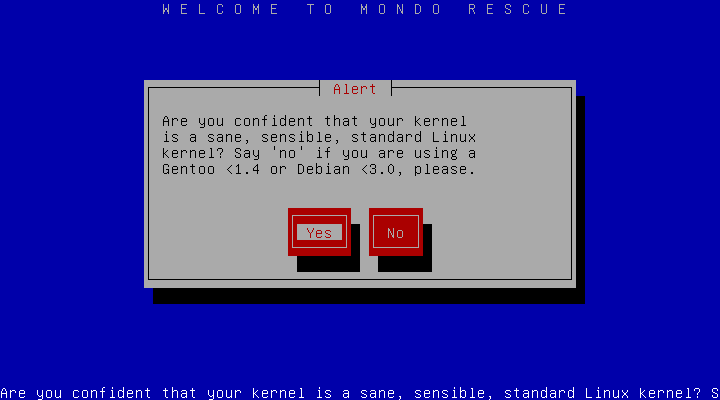 W E L C O M E   T O   M O N D O   R E S C U E
Alert
Are you confident that your kernel
is a sane, sensible, standard Linux
kernel? Say 'no' if you are using a
Gentoo <1.4 or Debian <3.0, please.
Yes No
Are you confident that your kernel is a sane, sensible, standard Linux kernel? S